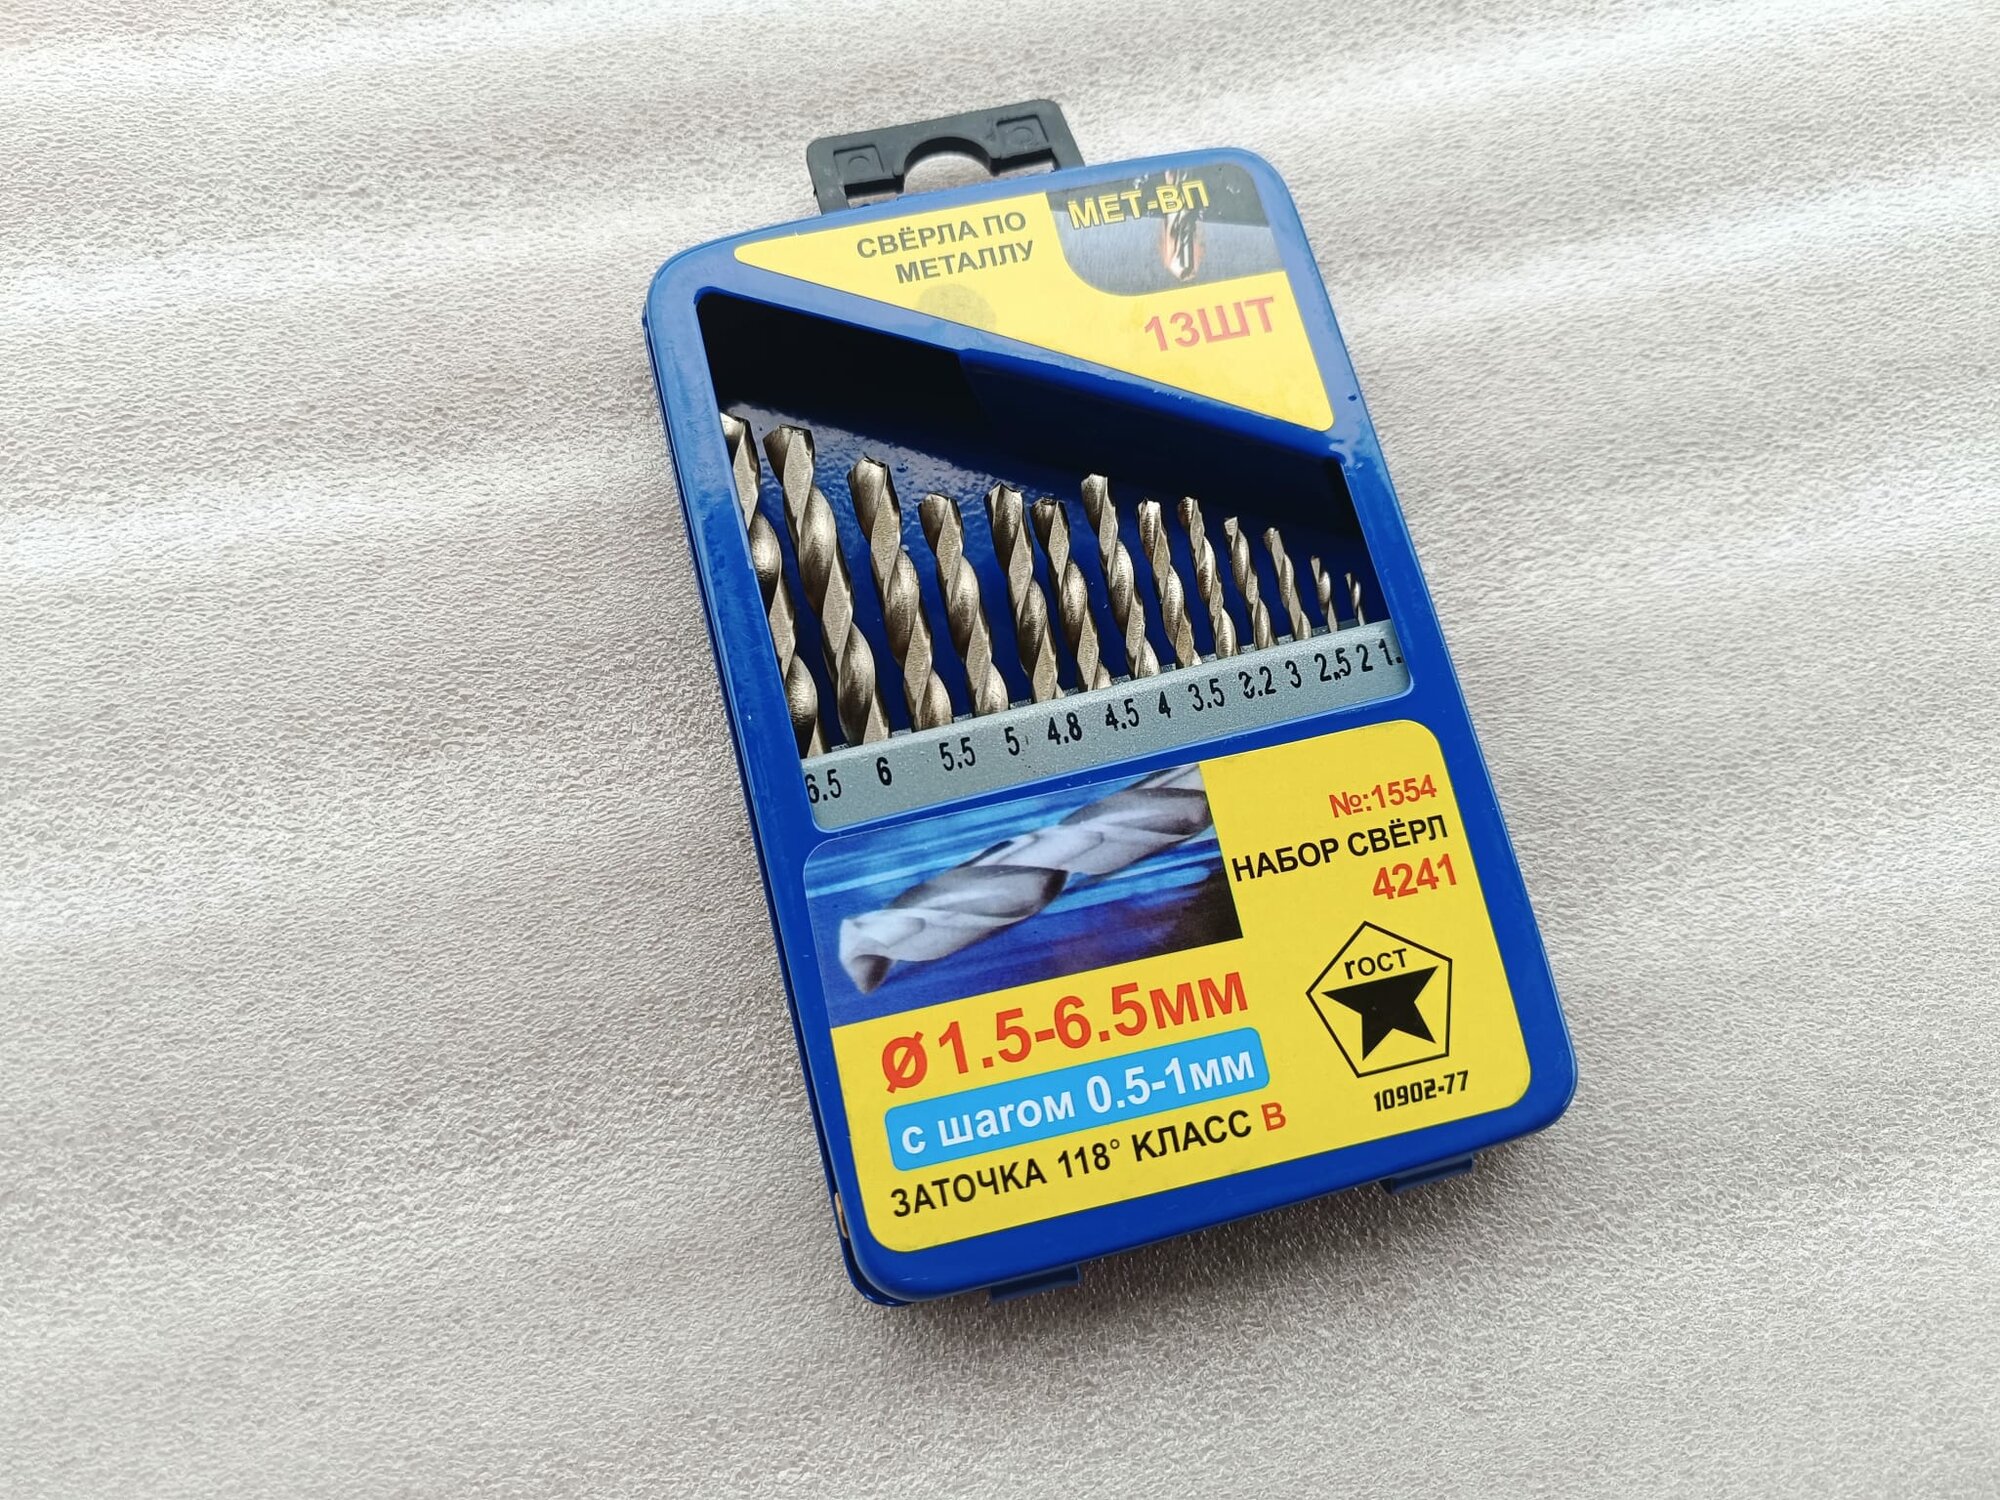 СВЁРЛА ПО
МЕТАЛЛУ
МЕТ-ВП
13ШТ
6.5 6 5.5 5 4.8 4.5 4 3.5 3.2 3 2.5 2 1.
№:1554
НАБОР СВЁРЛ
4241
гост
10902-77
Ø1.5-6.5мм
с шагом 0.5-1мм
ЗАТОЧКА 118° КЛАСС В